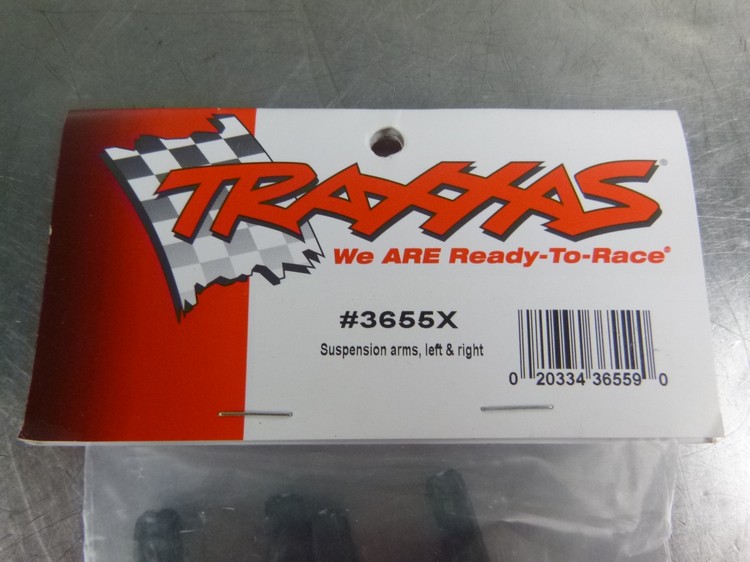 TRAXXAS®
We ARE Ready-To-Race®
#3655X
Suspension arms, left & right
0 20334 36559 0